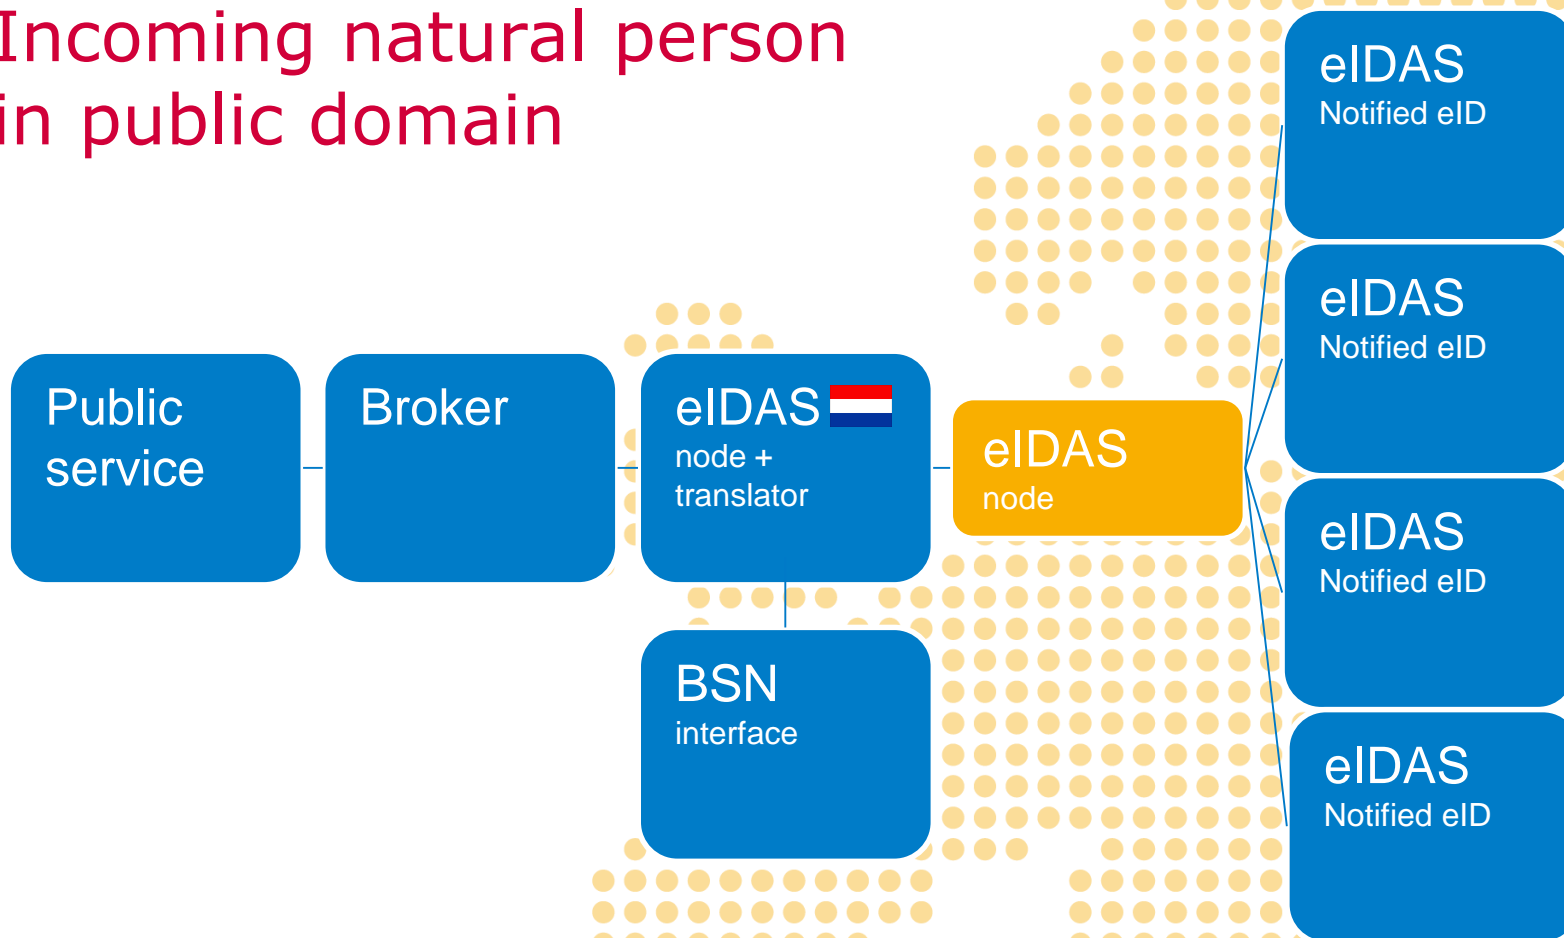 Incoming natural person
in public domain
Public
service
Broker
eIDAS
node +
translator
BSN
interface
eIDAS
node
eIDAS
Notified eID
eIDAS
Notified eID
eIDAS
Notified eID
eIDAS
Notified eID